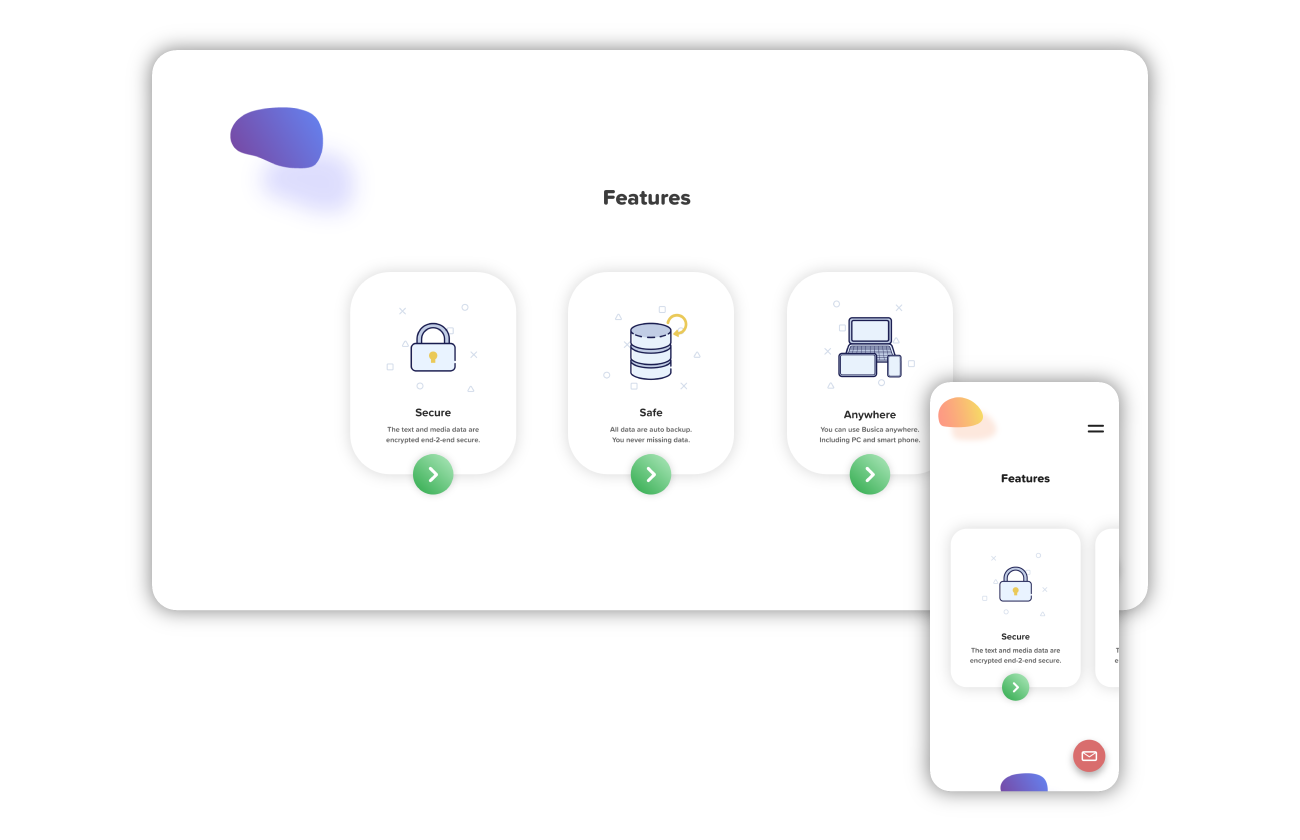 Features
Secure
The text and media data are
encrypted end-2-end secure.
Safe
All data are auto backup.
You never missing data.
Anywhere
You can use Busica anywhere.
Including PC and smart phone.
Features
Secure
The text and media data are
encrypted end-2-end secure.
T
e